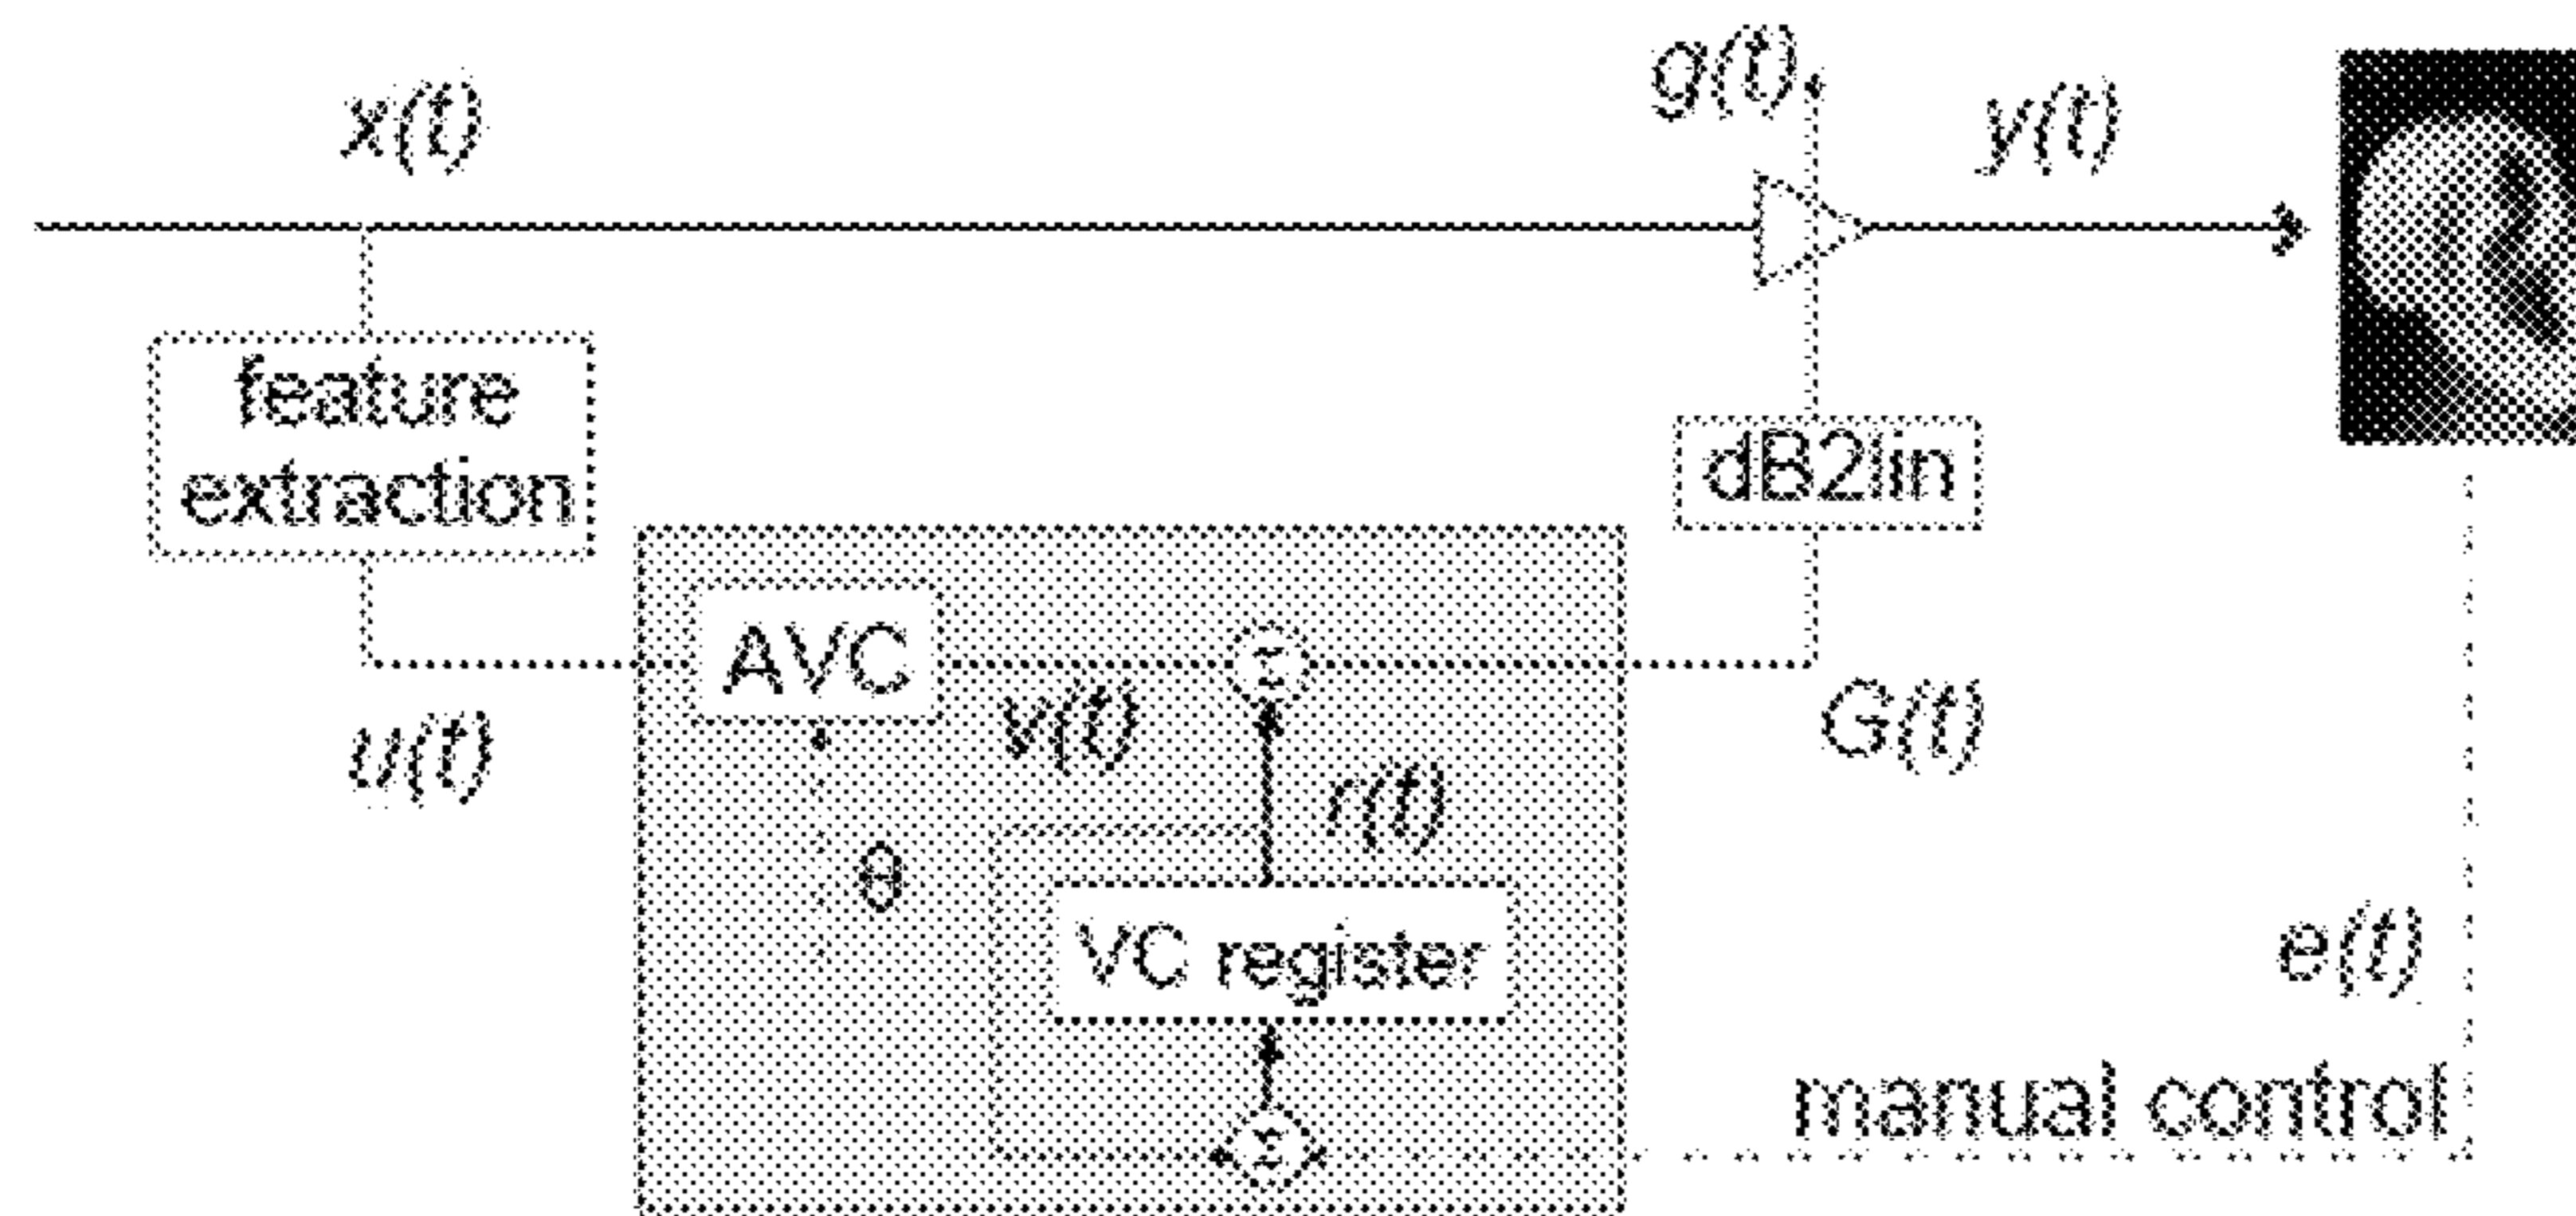 x(t)
g(t)
y(t)
feature
extraction
dB2lin
AVC
Σ
v(t)
u(t)
G(t)
r(t)
θ
VC register
e(t)
manual control
Σ